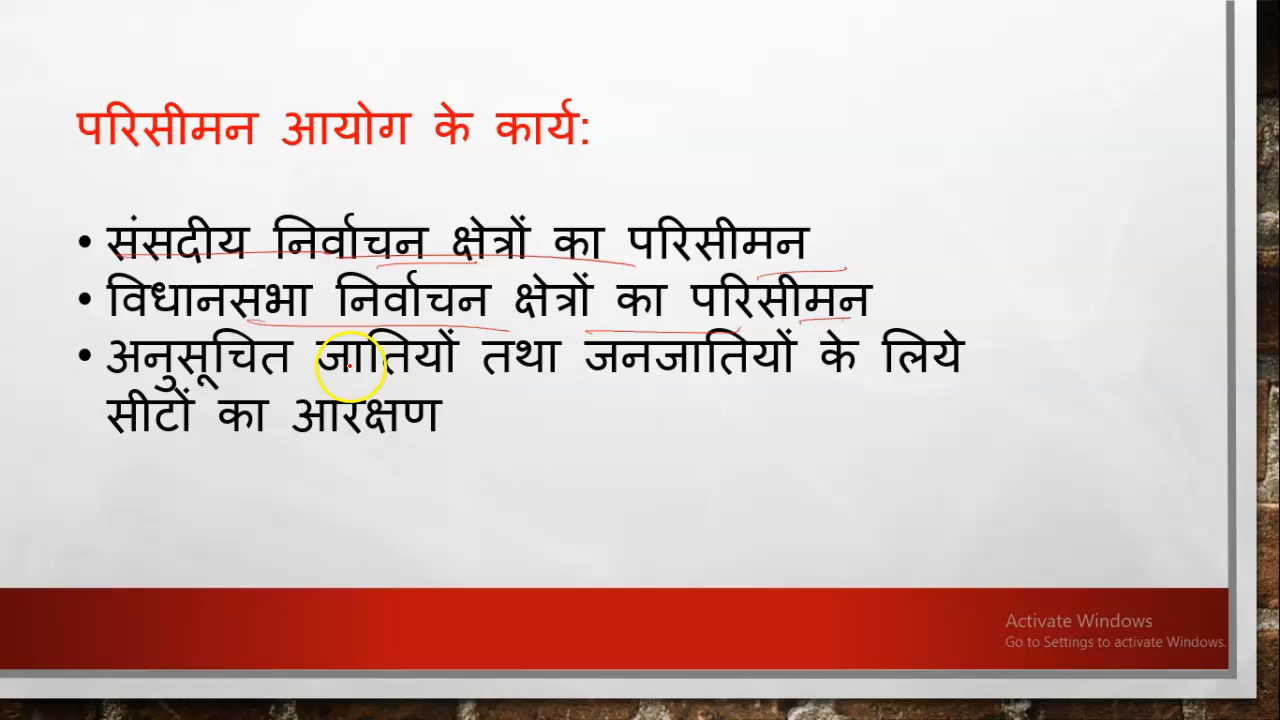 परिसीमन आयोग के कार्य:
• संसदीय निर्वाचन क्षेत्रों का परिसीमन
• विधानसभा निर्वाचन क्षेत्रों का परिसीमन
• अनुसूचित जातियों तथा जनजातियों के लिये
सीटों का आरक्षण
Activate Windows
Go to Settings to activate Windows.